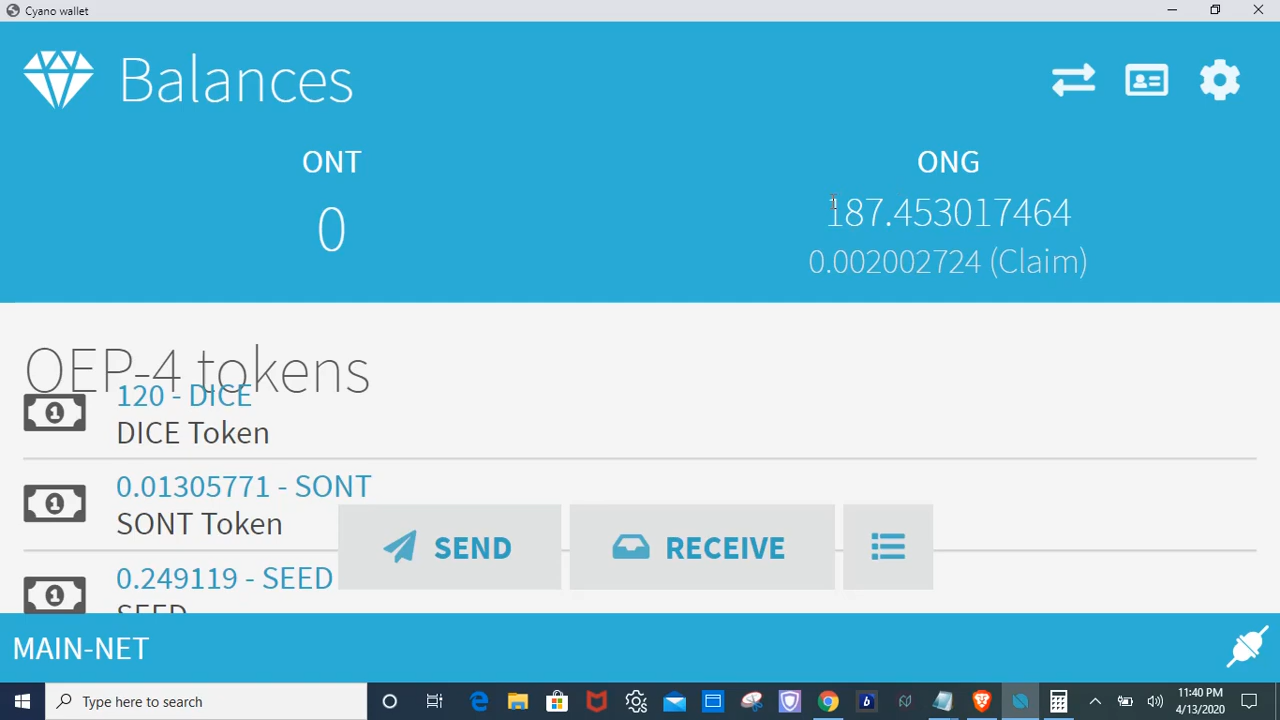 Cyano wallet
Balances
ONT
0
ONG
187.453017464
0.002002724 (Claim)
OEP-4 tokens
120 - DICE
DICE Token
0.01305771 - SONT
SONT Token
0.249119 - SEED
SEED
SEND
RECEIVE
MAIN-NET
Type here to search
11:40 PM
4/13/2020